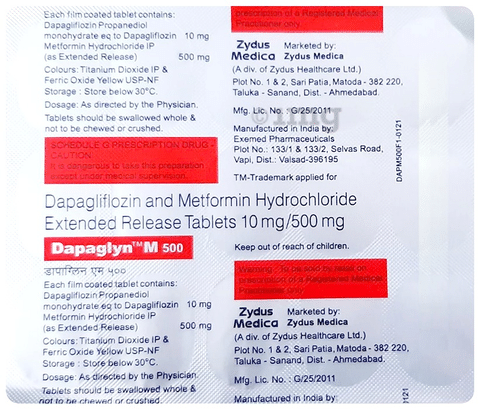 Each film coated tablet contains:
Dapagliflozin Propanediol
monohydrate eq to Dapagliflozin 10 mg
Metformin Hydrochloride IP
(as Extended Release) 500 mg
Colours: Titanium Dioxide IP &
Ferric Oxide Yellow USP-NF
Storage : Store below 30°C.
Dosage: As directed by the Physician.
Tablets should be swallowed whole &
not to be chewed or crushed.
SCHEDULE G PRESCRIPTION DRUG -
CAUTION
It is dangerous to take this preparation
except under medical supervision.
prescription of a Registered Medical
Practitioner only
Zydus Medica
Marketed by:
Zydus Medica
(A div. of Zydus Healthcare Ltd.)
Plot No. 1 & 2, Sari Patia, Matoda - 382 220,
Taluka - Sanand, Dist. - Ahmedabad.
Mfg. Lic. No. : G/25/2011
1mg
Manufactured in India by:
Exemed Pharmaceuticals
Plot No.: 133/1 & 133/2, Selvas Road,
Vapi, Dist.: Valsad-396195
TM-Trademark applied for
DAPM500F1-0121
Dapagliflozin and Metformin Hydrochloride
Extended Release Tablets 10 mg/500 mg
Dapaglyn™ M 500
Keep out of reach of children.
डापाग्लिन एम ५००
Each film coated tablet contains:
Dapagliflozin Propanediol
monohydrate eq to Dapagliflozin 10 mg
Metformin Hydrochloride IP
(as Extended Release) 500 mg
Colours: Titanium Dioxide IP &
Ferric Oxide Yellow USP-NF
Storage : Store below 30°C.
Dosage: As directed by the Physician.
Tablets should be swallowed whole &
not to be chewed or crushed.
Warning : To be sold by retail on
prescription of a Registered Medical
Practitioner only
Zydus Medica
Marketed by:
Zydus Medica
(A div. of Zydus Healthcare Ltd.)
Plot No. 1 & 2, Sari Patia, Matoda - 382 220,
Taluka - Sanand, Dist. - Ahmedabad.
Mfg. Lic. No. : G/25/2011
Manufactured in India by:
0121